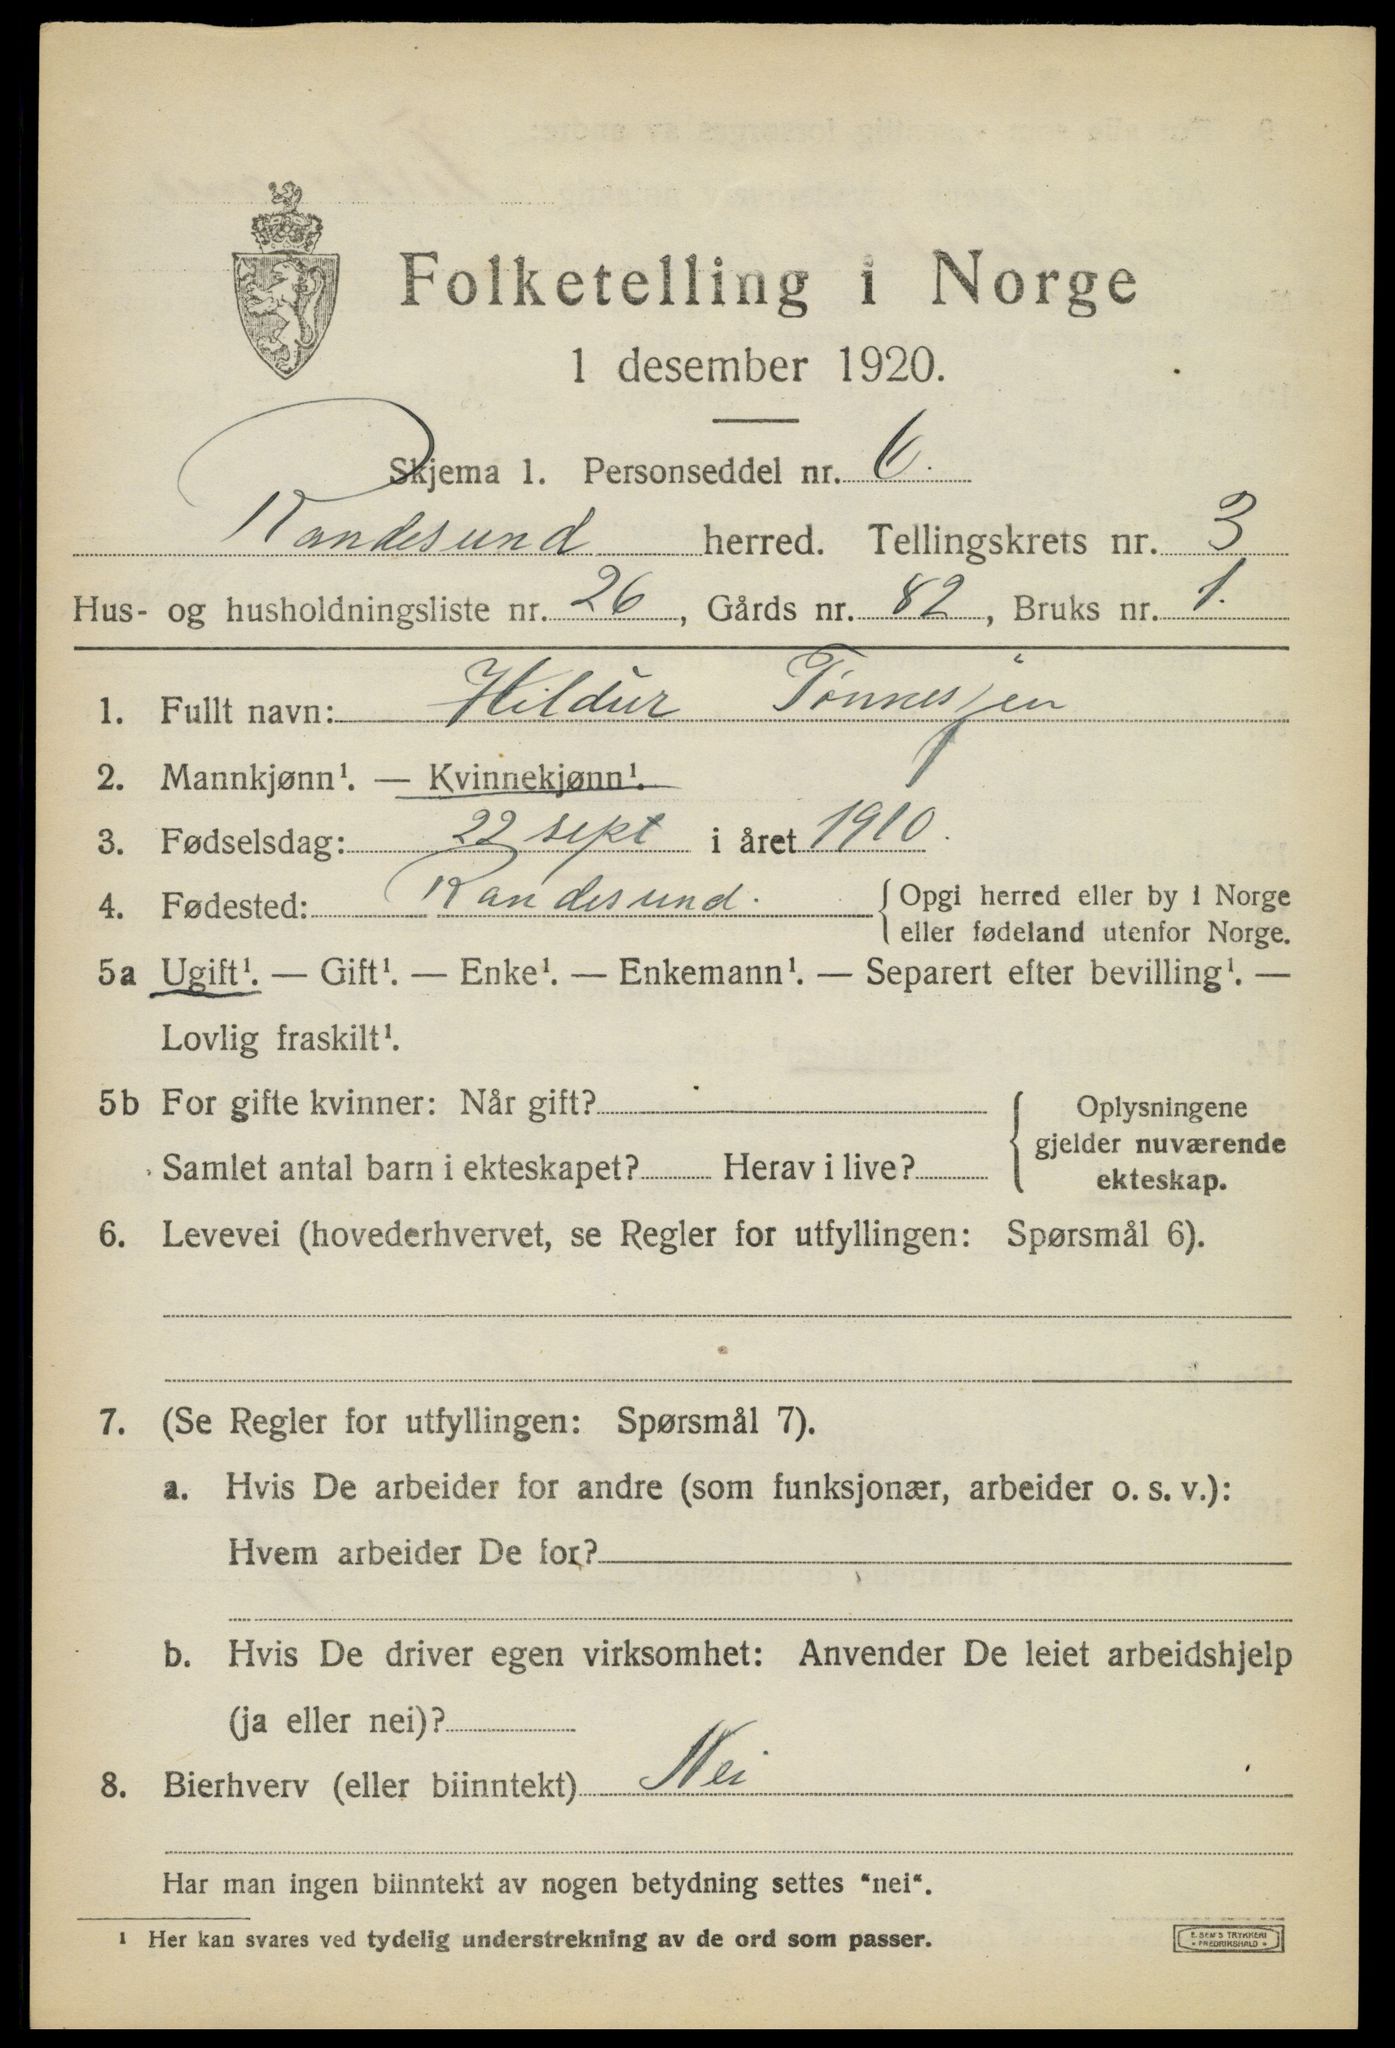 Folketelling i Norge
1 desember 1920.
Skjema 1. Personseddel nr. 6.
Randesund herred. Tellingskrets nr. 3
Hus- og husholdningsliste nr. 26, Gårds nr. 82, Bruks nr. 1.
1. Fullt navn: Hildur Tønnesjen
2. Mannkjønn¹. — Kvinnekjønn¹.
3. Fødselsdag: 22 sept i året 1910.
4. Fødested: Randesund. { Opgi herred eller by i Norge
eller fødeland utenfor Norge.
5a Ugift¹. — Gift¹. — Enke¹. — Enkemann¹. — Separert efter bevilling¹. —
Lovlig fraskilt¹.
5b For gifte kvinner: Når gift? { Oplysningene
gjelder nuværende
Samlet antal barn i ekteskapet? Herav i live? ekteskap.
6. Levevei (hovederhvervet, se Regler for utfyllingen: Spørsmål 6).
7. (Se Regler for utfyllingen: Spørsmål 7).
a. Hvis De arbeider for andre (som funksjonær, arbeider o. s. v.):
Hvem arbeider De for?
b. Hvis De driver egen virksomhet: Anvender De leiet arbeidshjelp
(ja eller nei)?
8. Bierhverv (eller biinntekt) Nei
Har man ingen biinntekt av nogen betydning settes "nei".
¹ Her kan svares ved tydelig understrekning av de ord som passer.
E. SEM'S TRYKKERI
- FREDRIKSHALD -